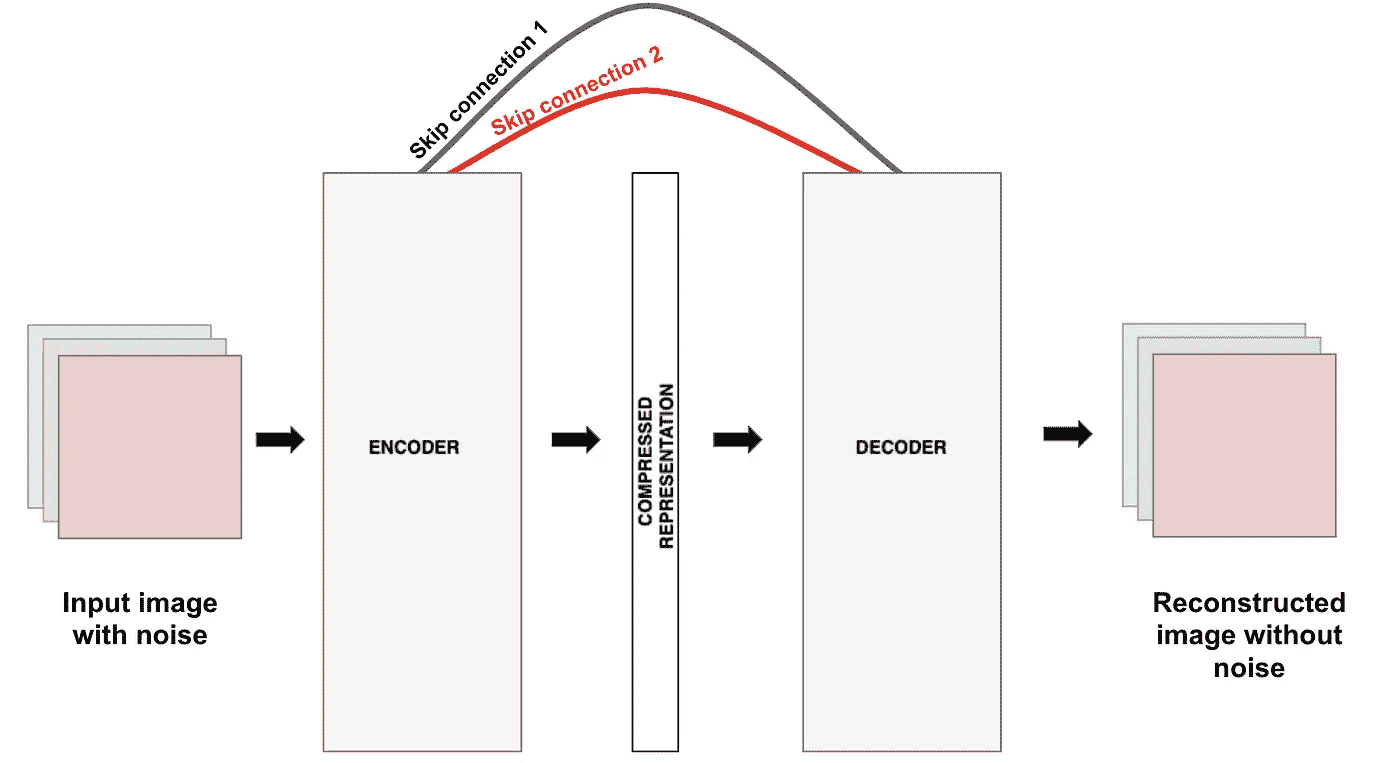 Skip connection 1
Skip connection 2
ENCODER
COMPRESSED
REPRESENTATION
DECODER
Input image
with noise
Reconstructed
image without
noise